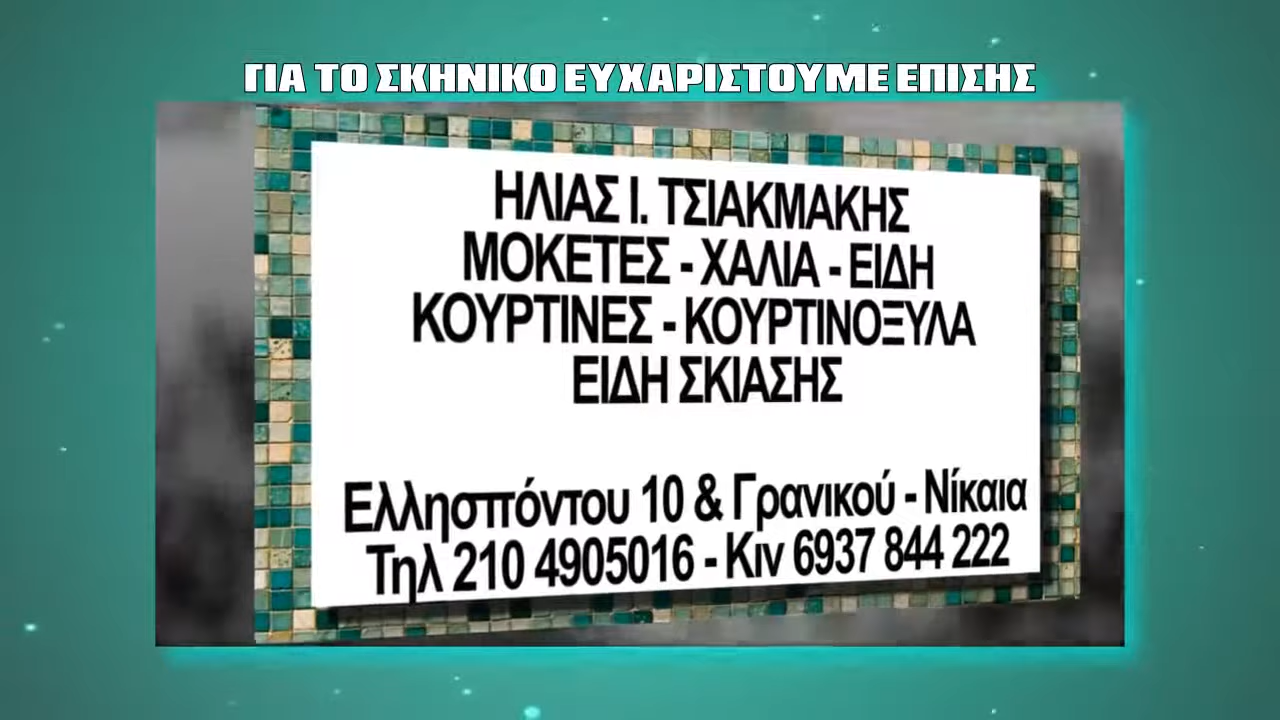 ΓΙΑ ΤΟ ΣΚΗΝΙΚΟ ΕΥΧΑΡΙΣΤΟΥΜΕ ΕΠΙΣΗΣ
ΗΛΙΑΣ Ι. ΤΣΙΑΚΜΑΚΗΣ
ΜΟΚΕΤΕΣ - ΧΑΛΙΑ - ΕΙΔΗ
ΚΟΥΡΤΙΝΕΣ - ΚΟΥΡΤΙΝΟΞΥΛΑ
ΕΙΔΗ ΣΚΙΑΣΗΣ
Ελλησπόντου 10 & Γρανικού - Νίκαια
Τηλ 210 4905016 - Κιν 6937 844 222